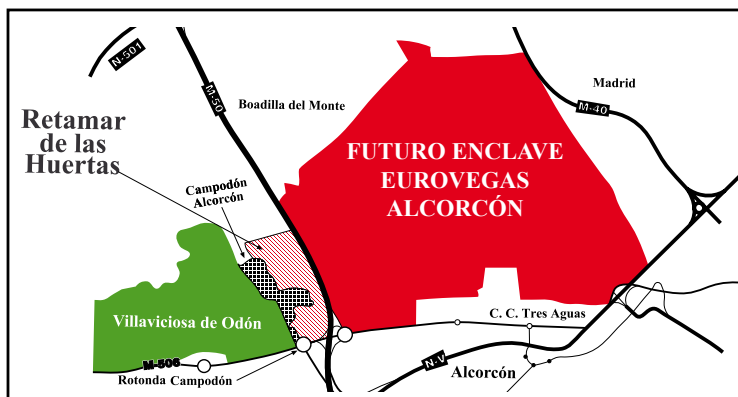 N-501
M-50
Boadilla del Monte
Madrid
M-40
Retamar
de las
Huertas
FUTURO ENCLAVE
EUROVEGAS
ALCORCÓN
Campodón
Alcorcón
Villaviciosa de Odón
C. C. Tres Aguas
M-506
N-V
Rotonda Campodón
Alcorcón